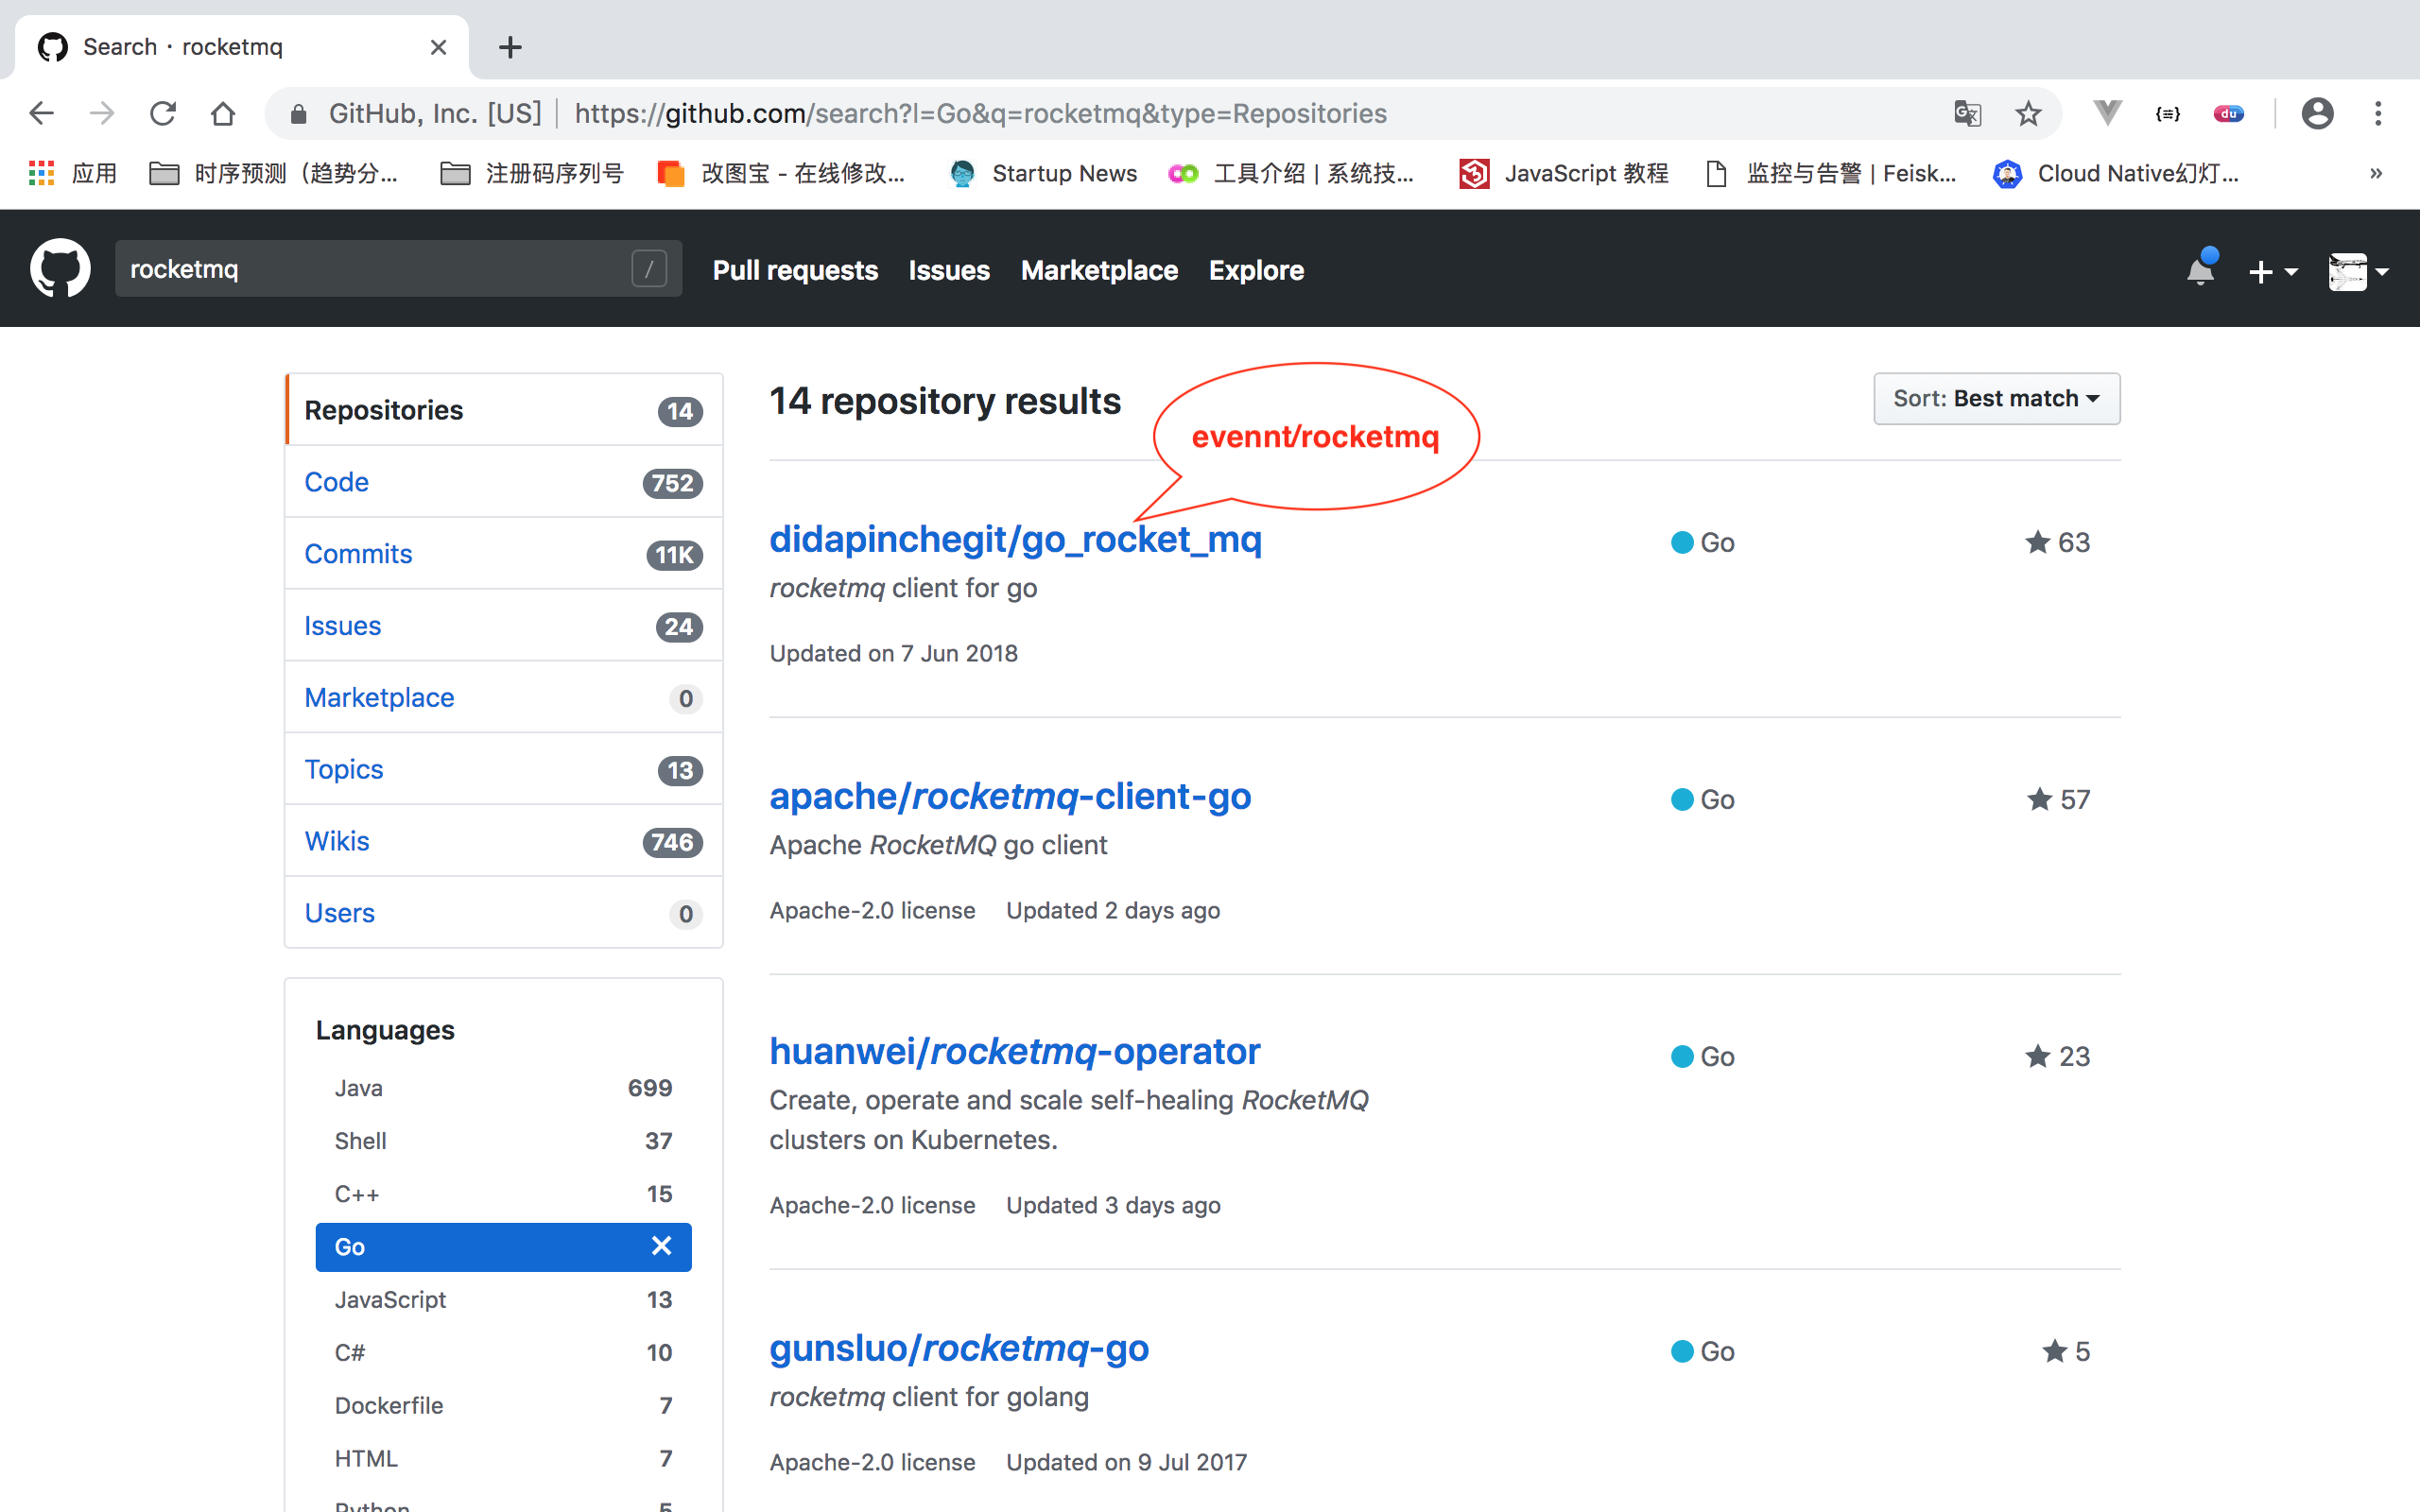 Search · rocketmq
GitHub, Inc. [US] https://github.com/search?l=Go&q=rocketmq&type=Repositories
du
应用 时序预测（趋势分... 注册码序列号 改图宝 - 在线修改... Startup News 工具介绍 | 系统技... JavaScript 教程 监控与告警 | Feisk... Cloud Native幻灯... »
rocketmq / Pull requests Issues Marketplace Explore
Repositories 14
Code 752
Commits 11K
Issues 24
Marketplace 0
Topics 13
Wikis 746
Users 0
Languages
Java 699
Shell 37
C++ 15
Go
JavaScript 13
C# 10
Dockerfile 7
HTML 7
Python 5
14 repository results
Sort: Best match
evennt/rocketmq
didapinchegit/go_rocket_mq Go 63
rocketmq client for go
Updated on 7 Jun 2018
apache/rocketmq-client-go Go 57
Apache RocketMQ go client
Apache-2.0 license Updated 2 days ago
huanwei/rocketmq-operator Go 23
Create, operate and scale self-healing RocketMQ
clusters on Kubernetes.
Apache-2.0 license Updated 3 days ago
gunsluo/rocketmq-go Go 5
rocketmq client for golang
Apache-2.0 license Updated on 9 Jul 2017